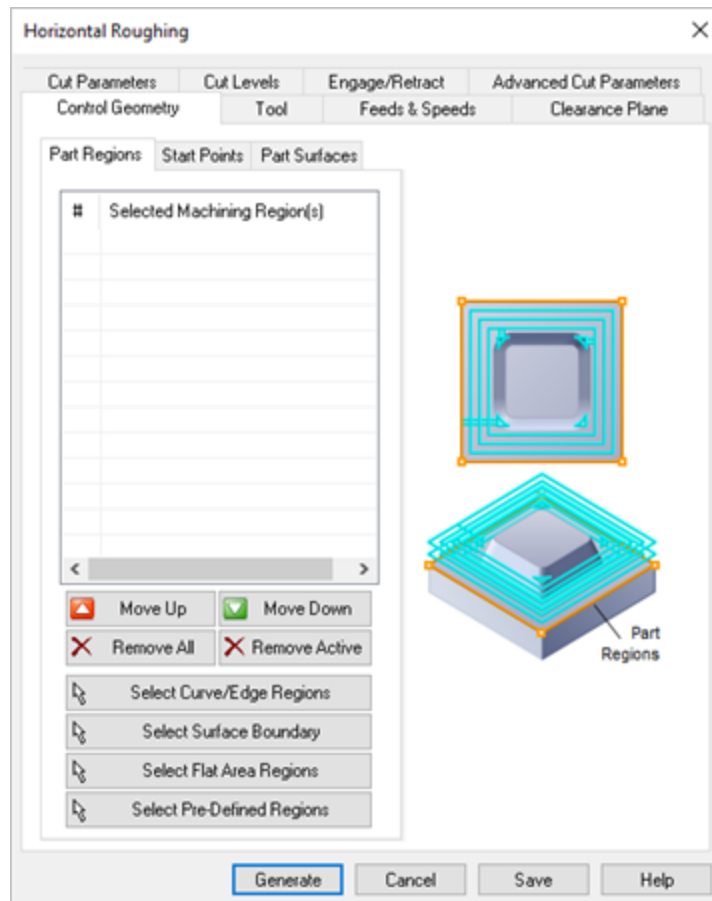 Horizontal Roughing
Cut Parameters Cut Levels Engage/Retract Advanced Cut Parameters
Control Geometry Tool Feeds & Speeds Clearance Plane
Part Regions Start Points Part Surfaces
# Selected Machining Region(s)
Move Up Move Down
Remove All Remove Active
Select Curve/Edge Regions
Select Surface Boundary
Select Flat Area Regions
Select Pre-Defined Regions
Part
Regions
Generate Cancel Save Help